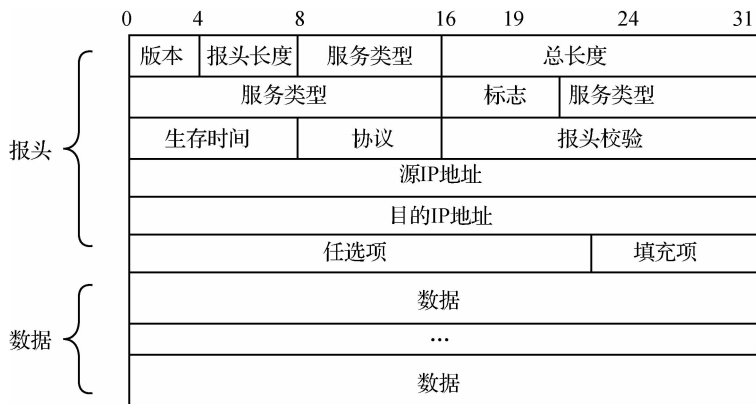 0 4 8 16 19 24 31
版本 报头长度 服务类型 总长度
服务类型 标志 服务类型
生存时间 协议 报头校验
报头
源IP地址
目的IP地址
任选项 填充项
数据
数据
…
数据